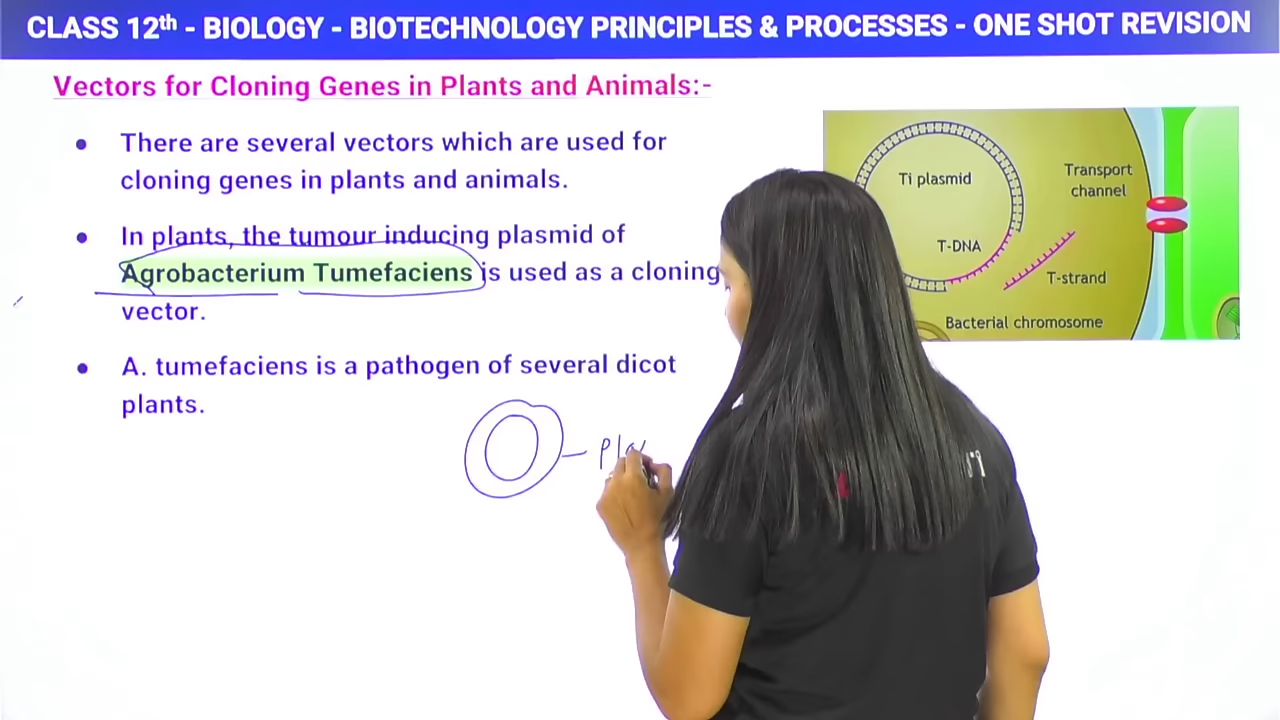 CLASS 12th - BIOLOGY - BIOTECHNOLOGY PRINCIPLES & PROCESSES - ONE SHOT REVISION
Vectors for Cloning Genes in Plants and Animals:-
• There are several vectors which are used for
cloning genes in plants and animals.
• In plants, the tumour inducing plasmid of
Agrobacterium Tumefaciens is used as a cloning
vector.
• A. tumefaciens is a pathogen of several dicot
plants.
Ti plasmid
Transport
channel
T-DNA
T-strand
Bacterial chromosome